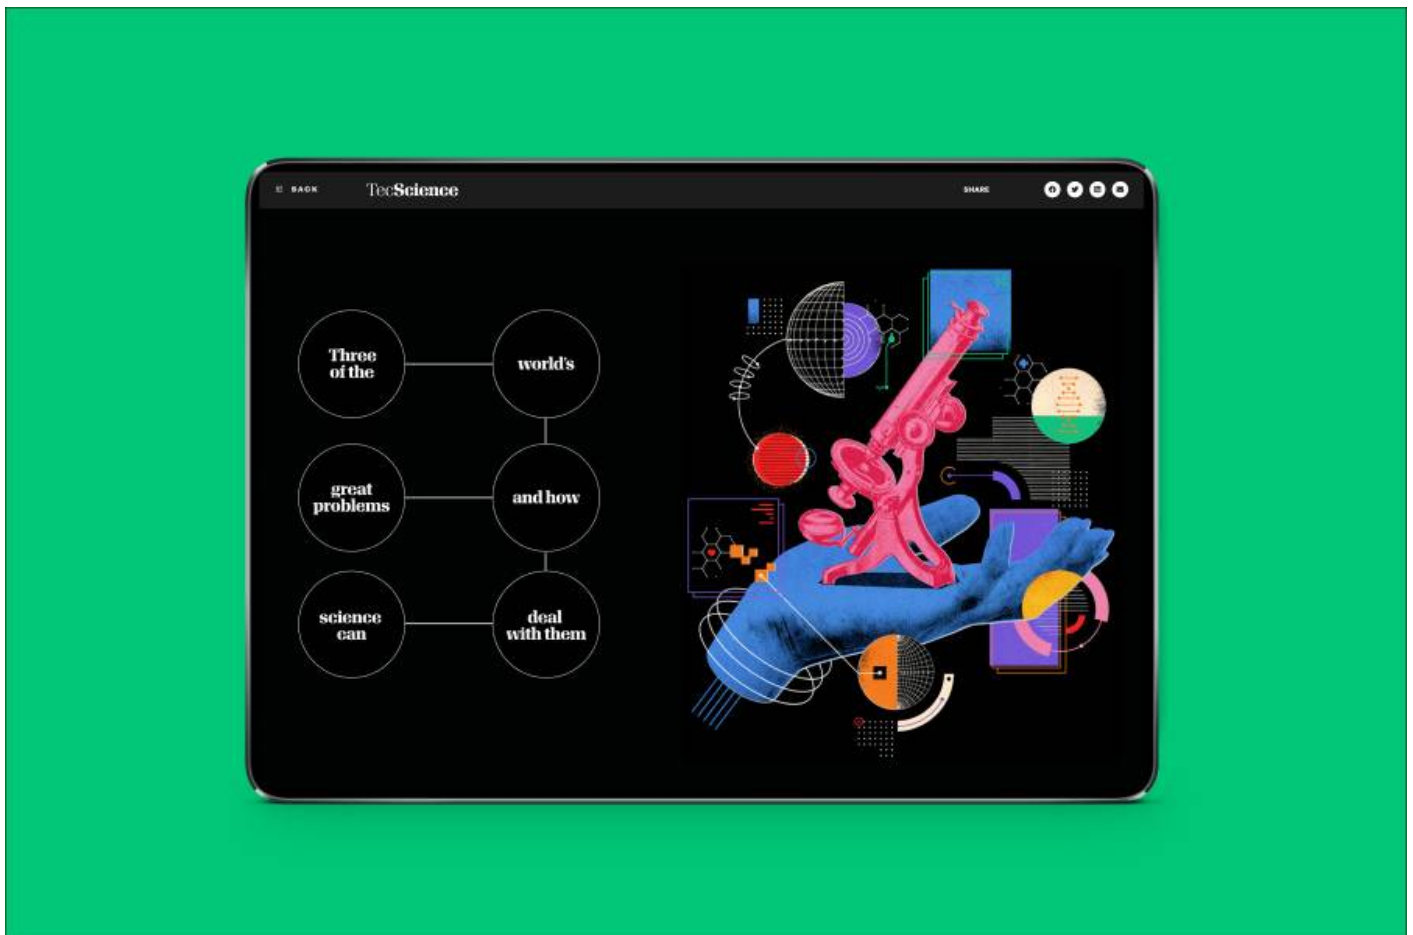 BACK
TecScience
SHARE
Three
of the
world's
great
problems
and how
science
can
deal
with them